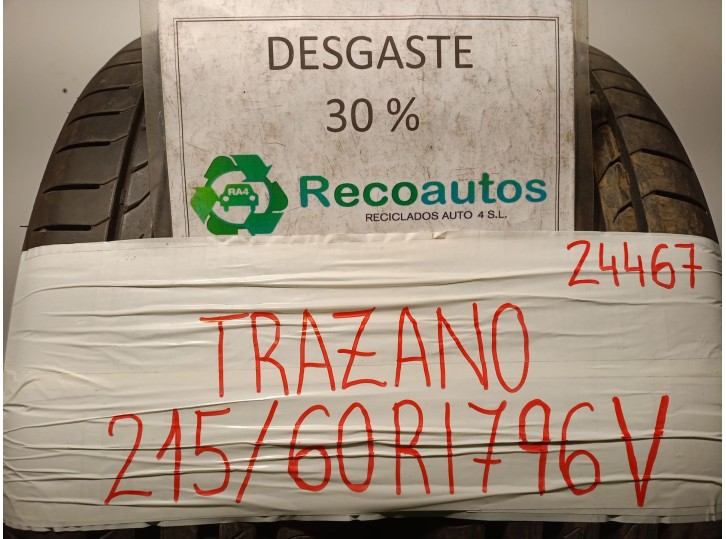 DESGASTE
30 %
RA4
Recoautos
RECICLADOS AUTO 4 S.L.
24467
TRAZANO
215/60R1796V